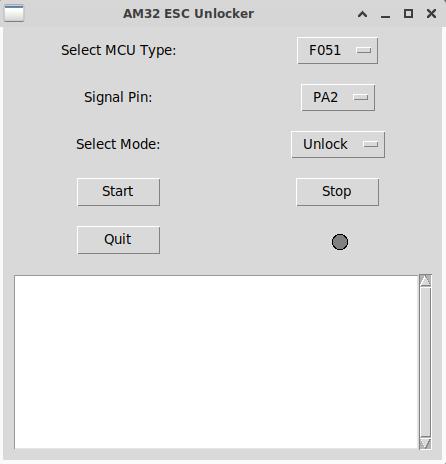 AM32 ESC Unlocker
Select MCU Type: F051
Signal Pin: PA2
Select Mode: Unlock
Start Stop
Quit